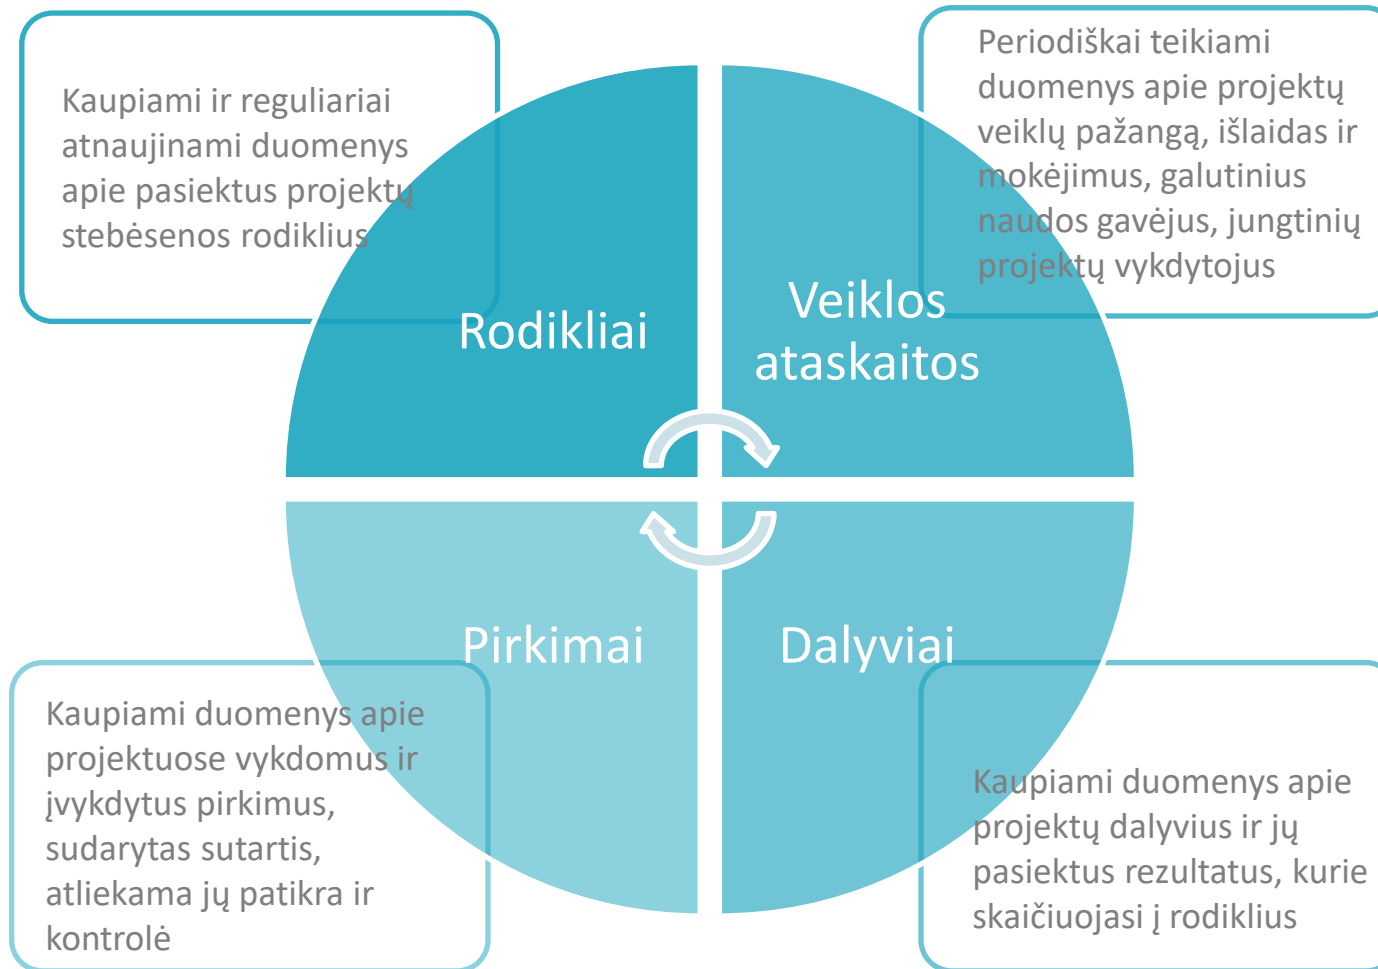 Kaupiami ir reguliariai
atnaujinami duomenys
apie pasiektus projektų
stebėsenos rodiklius
Periodiškai teikiami
duomenys apie projektų
veiklų pažangą, išlaidas ir
mokėjimus, galutinius
naudos gavėjus, jungtinių
projektų vykdytojus
Rodikliai
Veiklos
ataskaitos
Pirkimai
Dalyviai
Kaupiami duomenys apie
projektuose vykdomus ir
įvykdytus pirkimus,
sudarytas sutartis,
atliekama jų patikra ir
kontrolė
Kaupiami duomenys apie
projektų dalyvius ir jų
pasiektus rezultatus, kurie
skaičiuojasi į rodiklius